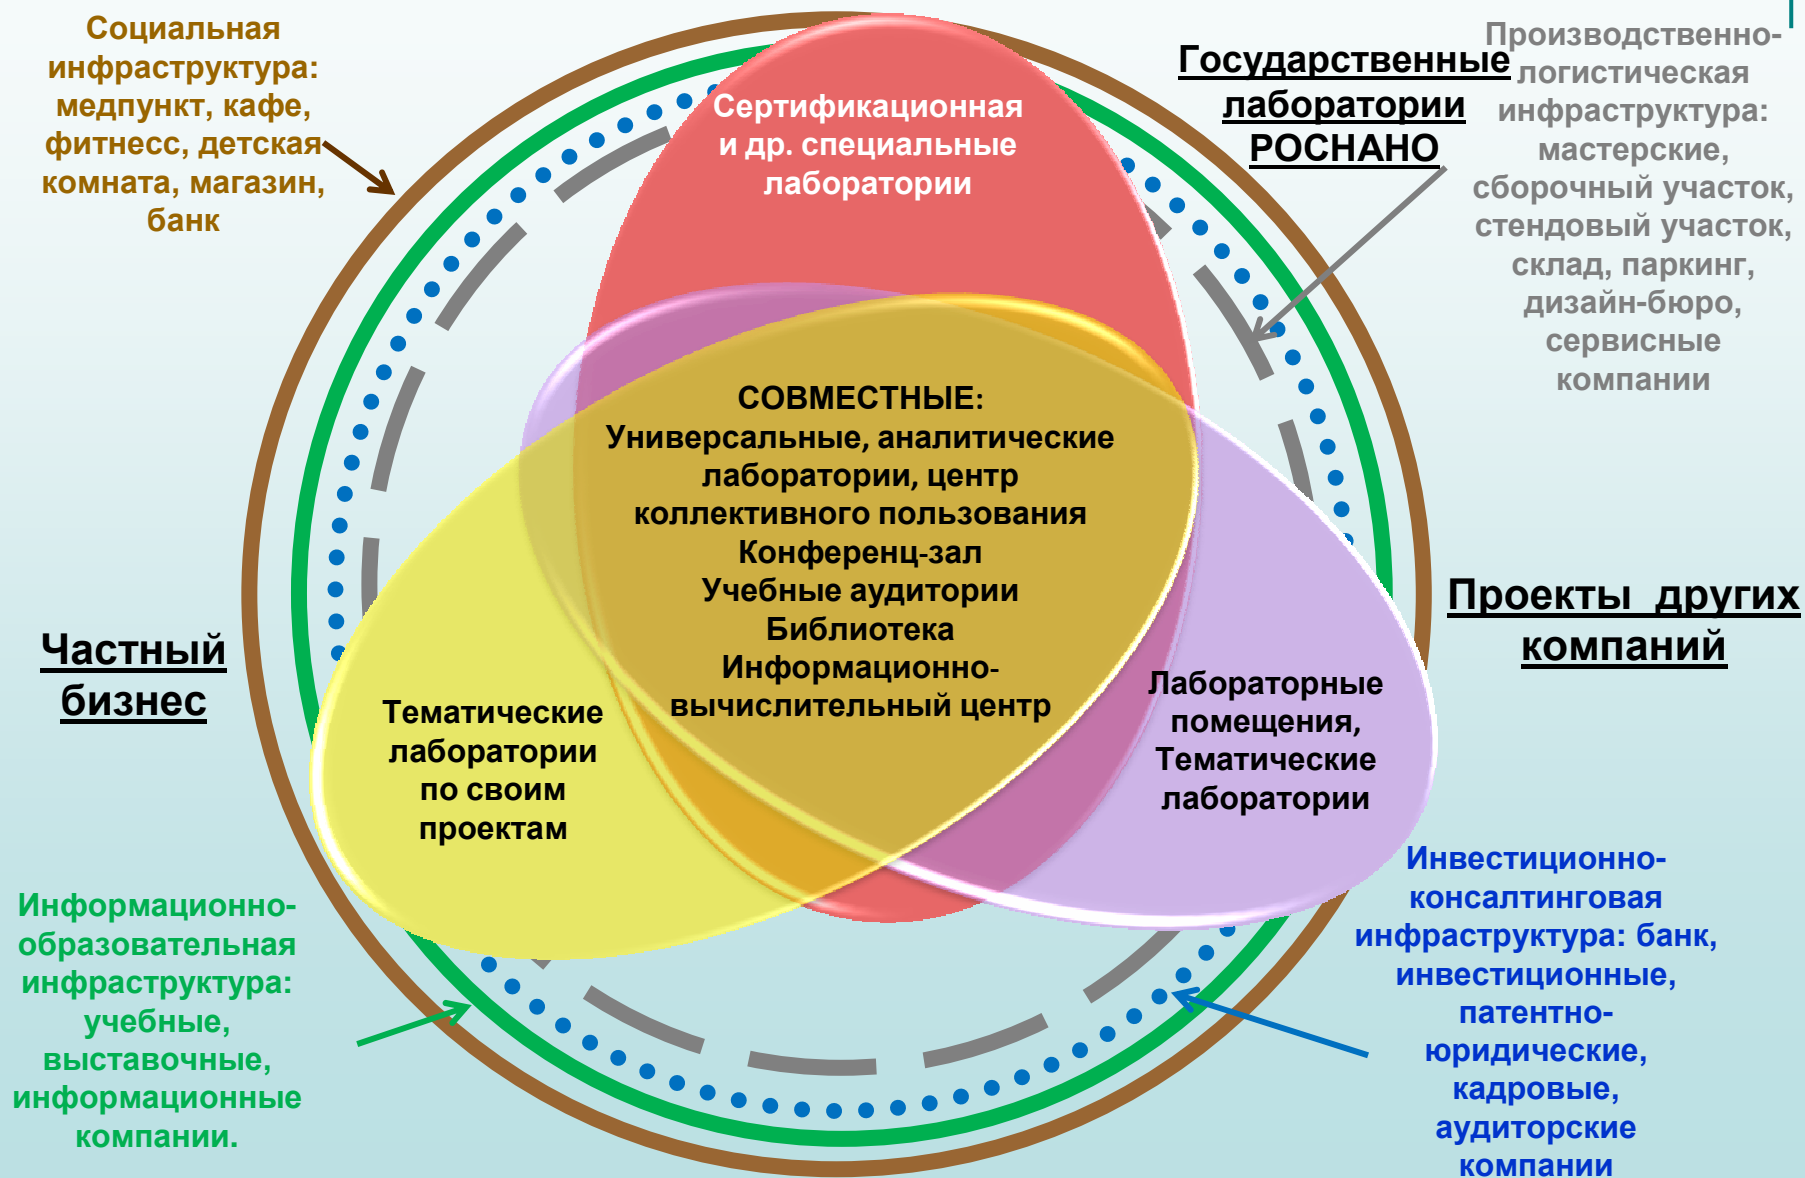 Социальная
инфраструктура:
медпункт, кафе,
фитнесс, детская
комната, магазин,
банк
Сертификационная
и др. специальные
лаборатории
Государственные
лаборатории
РОСНАНО
Производственно-
логистическая
инфраструктура:
мастерские,
сборочный участок,
стендовый участок,
склад, паркинг,
дизайн-бюро,
сервисные
компании
СОВМЕСТНЫЕ:
Универсальные, аналитические
лаборатории, центр
коллективного пользования
Конференц-зал
Учебные аудитории
Библиотека
Информационно-
вычислительный центр
Частный
бизнес
Проекты других
компаний
Тематические
лаборатории
по своим
проектам
Лабораторные
помещения,
Тематические
лаборатории
Информационно-
образовательная
инфраструктура:
учебные,
выставочные,
информационные
компании.
Инвестиционно-
консалтинговая
инфраструктура: банк,
инвестиционные,
патентно-
юридические,
кадровые,
аудиторские
компании